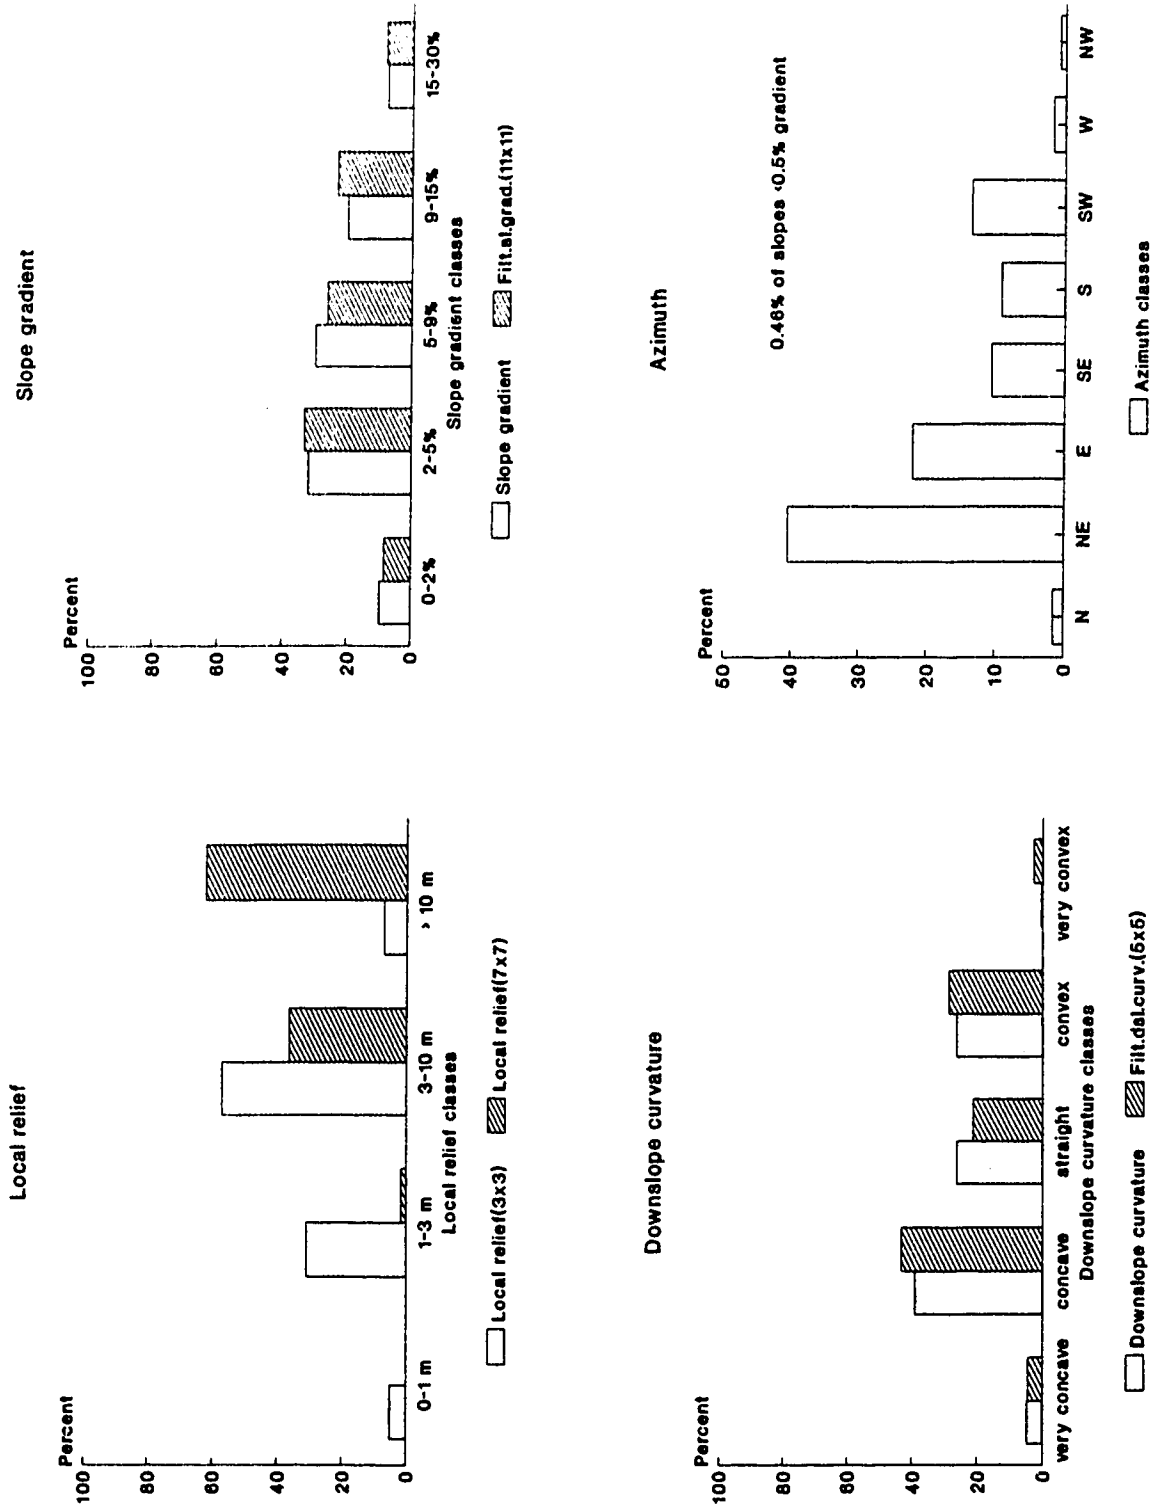 Local relief
Percent
100
80
60
40
20
0
0-1 m
1-3 m
3-10 m
> 10 m
Local relief classes
Local relief(3x3)
Local relief(7x7)
Slope gradient
Percent
100
80
60
40
20
0
0-2%
2-5%
5-9%
9-15%
15-30%
Slope gradient classes
Slope gradient
Filt.sl.grad.(11x11)
Downslope curvature
Percent
100
80
60
40
20
0
very concave
concave
straight
convex
very convex
Downslope curvature classes
Downslope curvature
Filt.dsl.curv.(5x5)
Azimuth
Percent
50
40
30
20
10
0
0.46% of slopes <0.5% gradient
N
NE
E
SE
S
SW
W
NW
Azimuth classes